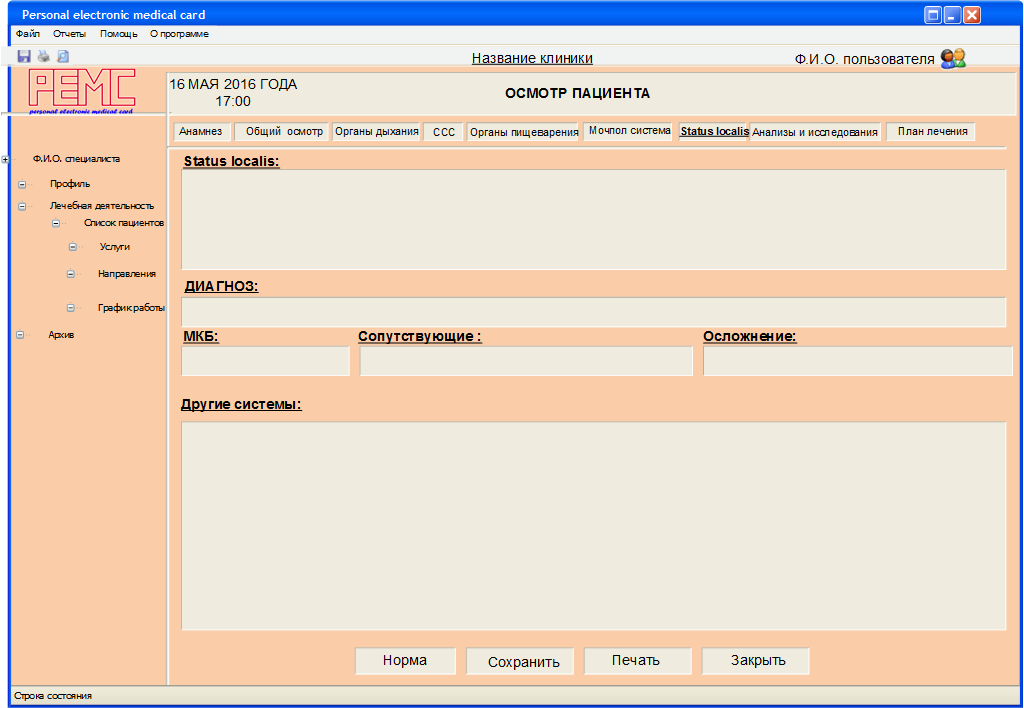 Personal electronic medical card
Файл Отчеты Помощь О программе
Название клиники
Ф.И.О. пользователя
PEMC
personal electronic medical card
16 МАЯ 2016 ГОДА
17:00
ОСМОТР ПАЦИЕНТА
Анамнез Общий осмотр Органы дыхания ССС Органы пищеварения Мочпол система Status localis Анализы и исследования План лечения
Ф.И.О. специалиста
Профиль
Лечебная деятельность
Список пациентов
Услуги
Направления
График работы
Архив
Status localis:
ДИАГНОЗ:
МКБ: Сопутствующие : Осложнение:
Другие системы:
Норма Сохранить Печать Закрыть
Строка состояния